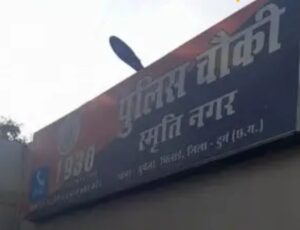 पुलिस चौकी
स्मृति नगर
1930
थाना - सुपेला, भिलाई, जिला - दुर्ग (छ.ग.)